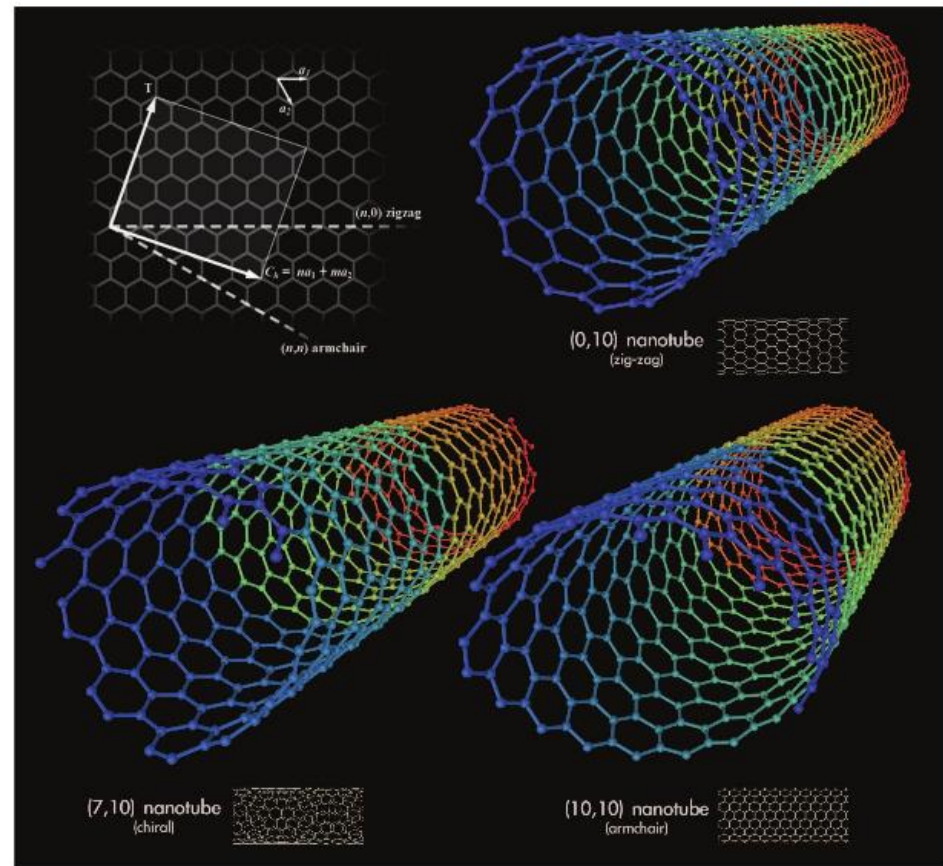 a₁
T
a₂
(n,0) zigzag
Cₕ = na₁ + ma₂
(n,n) armchair
(0,10) nanotube
(zig-zag)
(7,10) nanotube
(chiral)
(10,10) nanotube
(armchair)